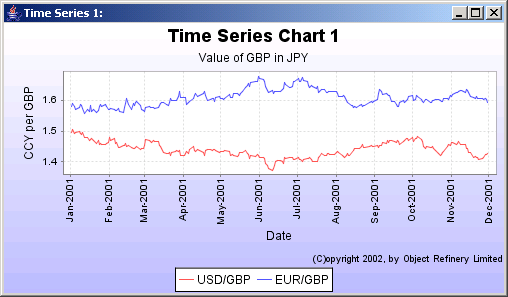 Time Series 1:
Time Series Chart 1
Value of GBP in JPY
CCY per GBP
1.6
1.5
1.4
Jan-2001
Feb-2001
Mar-2001
Apr-2001
May-2001
Jun-2001
Jul-2001
Aug-2001
Sep-2001
Oct-2001
Nov-2001
Dec-2001
Date
(C)opyright 2002, by Object Refinery Limited
USD/GBP EUR/GBP